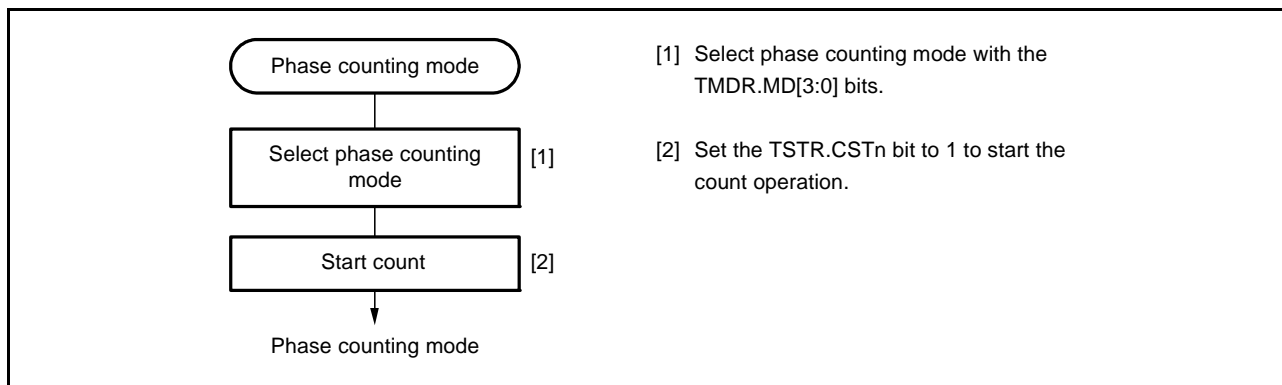 Phase counting mode
Select phase counting
mode
[1]
Start count
[2]
Phase counting mode
[1] Select phase counting mode with the
TMDR.MD[3:0] bits.
[2] Set the TSTR.CSTn bit to 1 to start the
count operation.